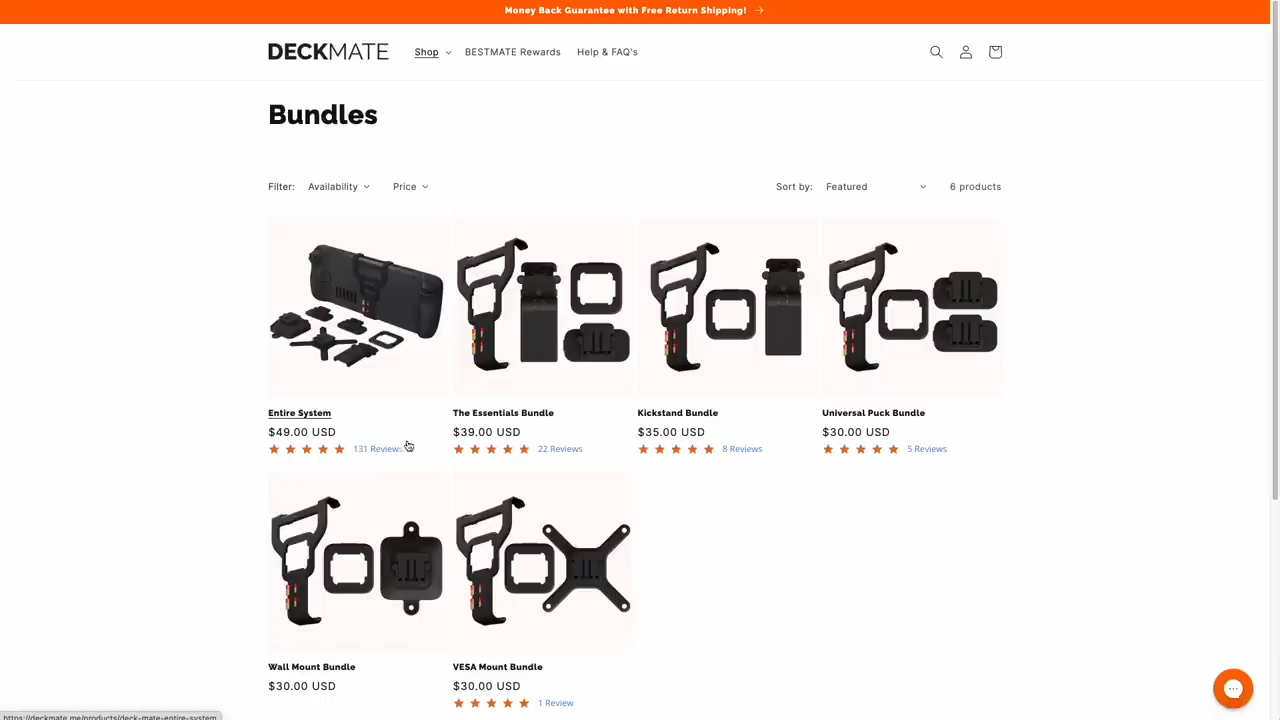 Money Back Guarantee with Free Return Shipping! →
DECKMATE
Shop
BESTMATE Rewards
Help & FAQ's
Bundles
Filter:
Availability
Price
Sort by:
Featured
6 products
Entire System
$49.00 USD
131 Reviews
The Essentials Bundle
$39.00 USD
22 Reviews
Kickstand Bundle
$35.00 USD
8 Reviews
Universal Puck Bundle
$30.00 USD
5 Reviews
Wall Mount Bundle
$30.00 USD
VESA Mount Bundle
$30.00 USD
1 Review
https://deckmate.me/products/deck-mate-entire-system